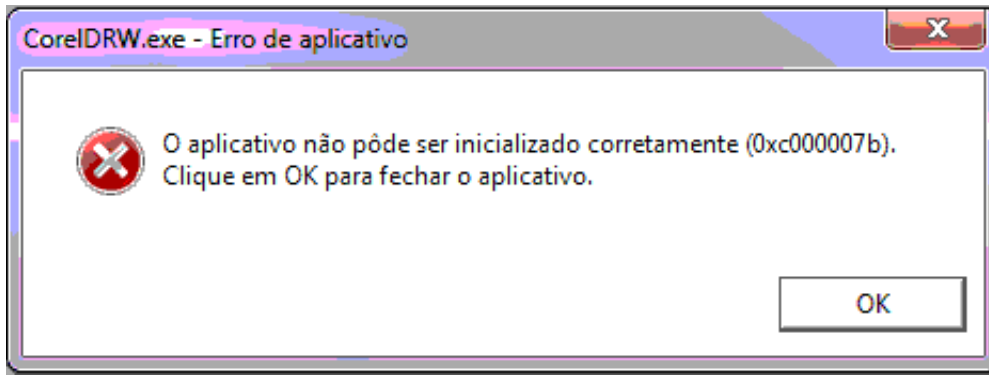 CorelDRW.exe - Erro de aplicativo
O aplicativo não pôde ser inicializado corretamente (0xc000007b).
Clique em OK para fechar o aplicativo.
OK